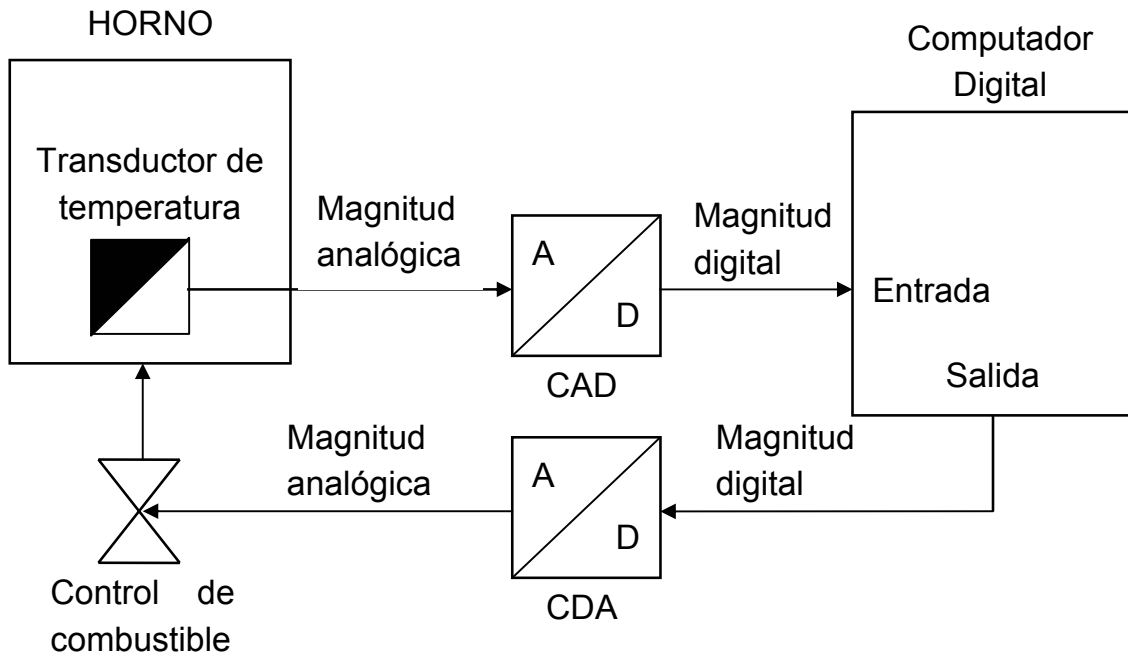 HORNO
Computador
Digital
Transductor de
temperatura
Magnitud
analógica
A
D
CAD
Magnitud
digital
Entrada
Salida
Magnitud
analógica
A
D
CDA
Magnitud
digital
Control de
combustible